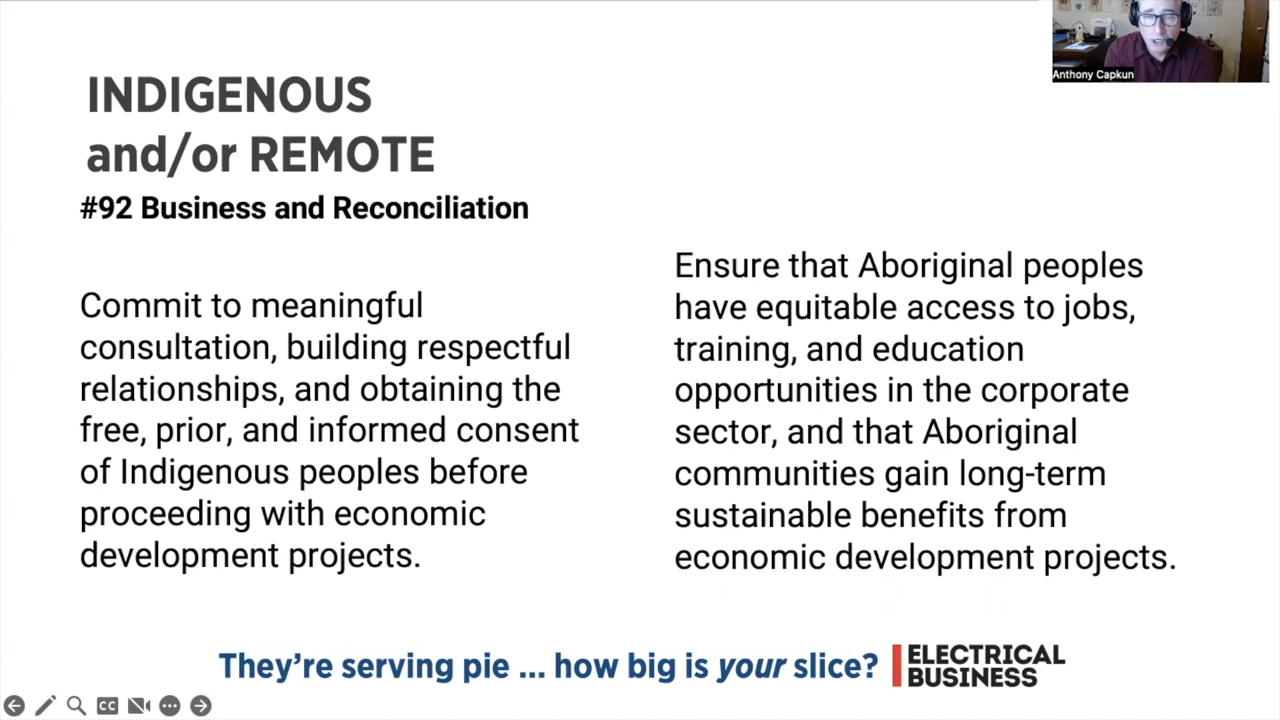 Anthony Capkun
INDIGENOUS
and/or REMOTE
#92 Business and Reconciliation
Commit to meaningful
consultation, building respectful
relationships, and obtaining the
free, prior, and informed consent
of Indigenous peoples before
proceeding with economic
development projects.
Ensure that Aboriginal peoples
have equitable access to jobs,
training, and education
opportunities in the corporate
sector, and that Aboriginal
communities gain long-term
sustainable benefits from
economic development projects.
They’re serving pie ... how big is your slice?
ELECTRICAL
BUSINESS
CC